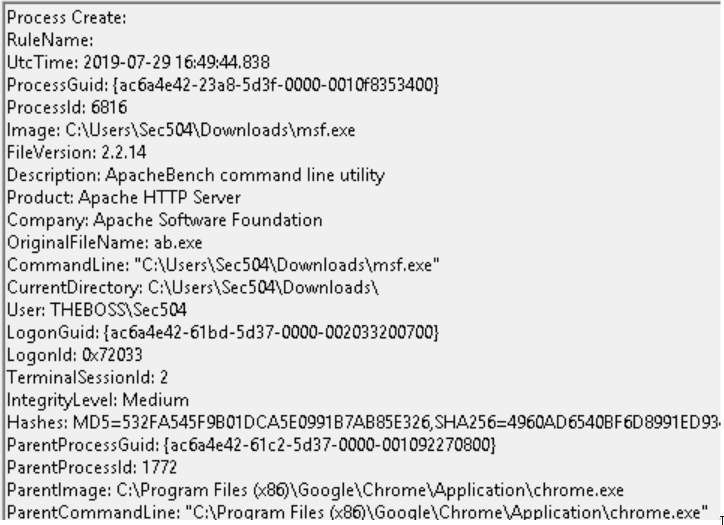 Process Create:
RuleName:
UtcTime: 2019-07-29 16:49:44.838
ProcessGuid: {ac6a4e42-23a8-5d3f-0000-0010f8353400}
ProcessId: 6816
Image: C:\Users\Sec504\Downloads\msf.exe
FileVersion: 2.2.14
Description: ApacheBench command line utility
Product: Apache HTTP Server
Company: Apache Software Foundation
OriginalFileName: ab.exe
CommandLine: "C:\Users\Sec504\Downloads\msf.exe"
CurrentDirectory: C:\Users\Sec504\Downloads\
User: THEBOSS\Sec504
LogonGuid: {ac6a4e42-61bd-5d37-0000-002033200700}
LogonId: 0x72033
TerminalSessionId: 2
IntegrityLevel: Medium
Hashes: MD5=532FA545F9B01DCA5E0991B7AB85E326,SHA256=4960AD6540BF6D8991ED93
ParentProcessGuid: {ac6a4e42-61c2-5d37-0000-001092270800}
ParentProcessId: 1772
ParentImage: C:\Program Files (x86)\Google\Chrome\Application\chrome.exe
ParentCommandLine: "C:\Program Files (x86)\Google\Chrome\Application\chrome.exe"